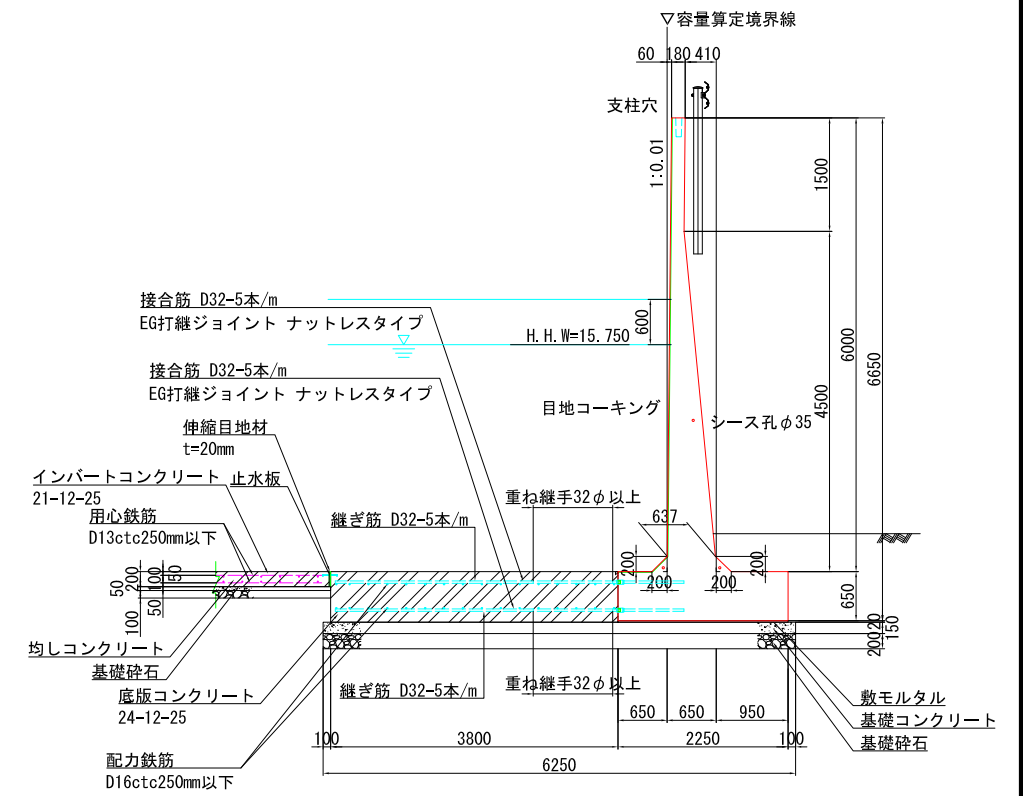 ▽容量算定境界線
60
180
410
支柱穴
1:0.01
1500
6000
6650
4500
接合筋 D32-5本/m
EG打継ジョイント ナットレスタイプ
600
H.H.W=15.750
接合筋 D32-5本/m
EG打継ジョイント ナットレスタイプ
目地コーキング
シース孔φ35
伸縮目地材
t=20mm
インバートコンクリート
21-12-25
止水板
用心鉄筋
D13ctc250mm以下
継ぎ筋 D32-5本/m
重ね継手32φ以上
637
200
200
200
200
650
50
200
100
50
50
100
20
150
200
均しコンクリート
基礎砕石
底版コンクリート
24-12-25
継ぎ筋 D32-5本/m
重ね継手32φ以上
敷モルタル
基礎コンクリート
基礎砕石
650
650
950
100
3800
2250
100
6250
配力鉄筋
D16ctc250mm以下